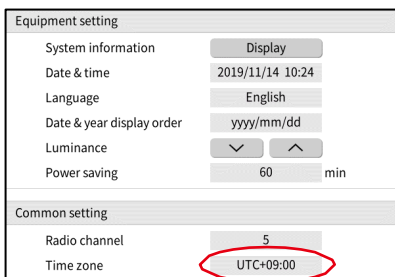 Equipment setting
System information Display
Date & time 2019/11/14 10:24
Language English
Date & year display order yyyy/mm/dd
Luminance
Power saving 60 min
Common setting
Radio channel 5
Time zone UTC+09:00